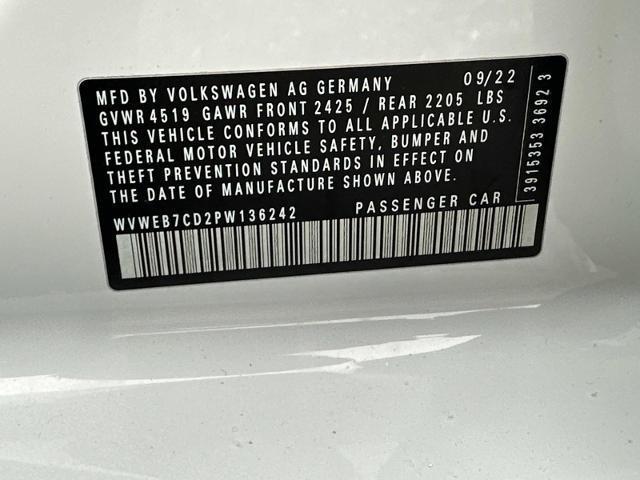 MFD BY VOLKSWAGEN AG GERMANY 09/22
GVWR 4519 GAWR FRONT 2425 / REAR 2205 LBS
THIS VEHICLE CONFORMS TO ALL APPLICABLE U.S.
FEDERAL MOTOR VEHICLE SAFETY, BUMPER AND
THEFT PREVENTION STANDARDS IN EFFECT ON
THE DATE OF MANUFACTURE SHOWN ABOVE.
WVWEB7CD2PW136242 PASSENGER CAR
3915353 3692 3